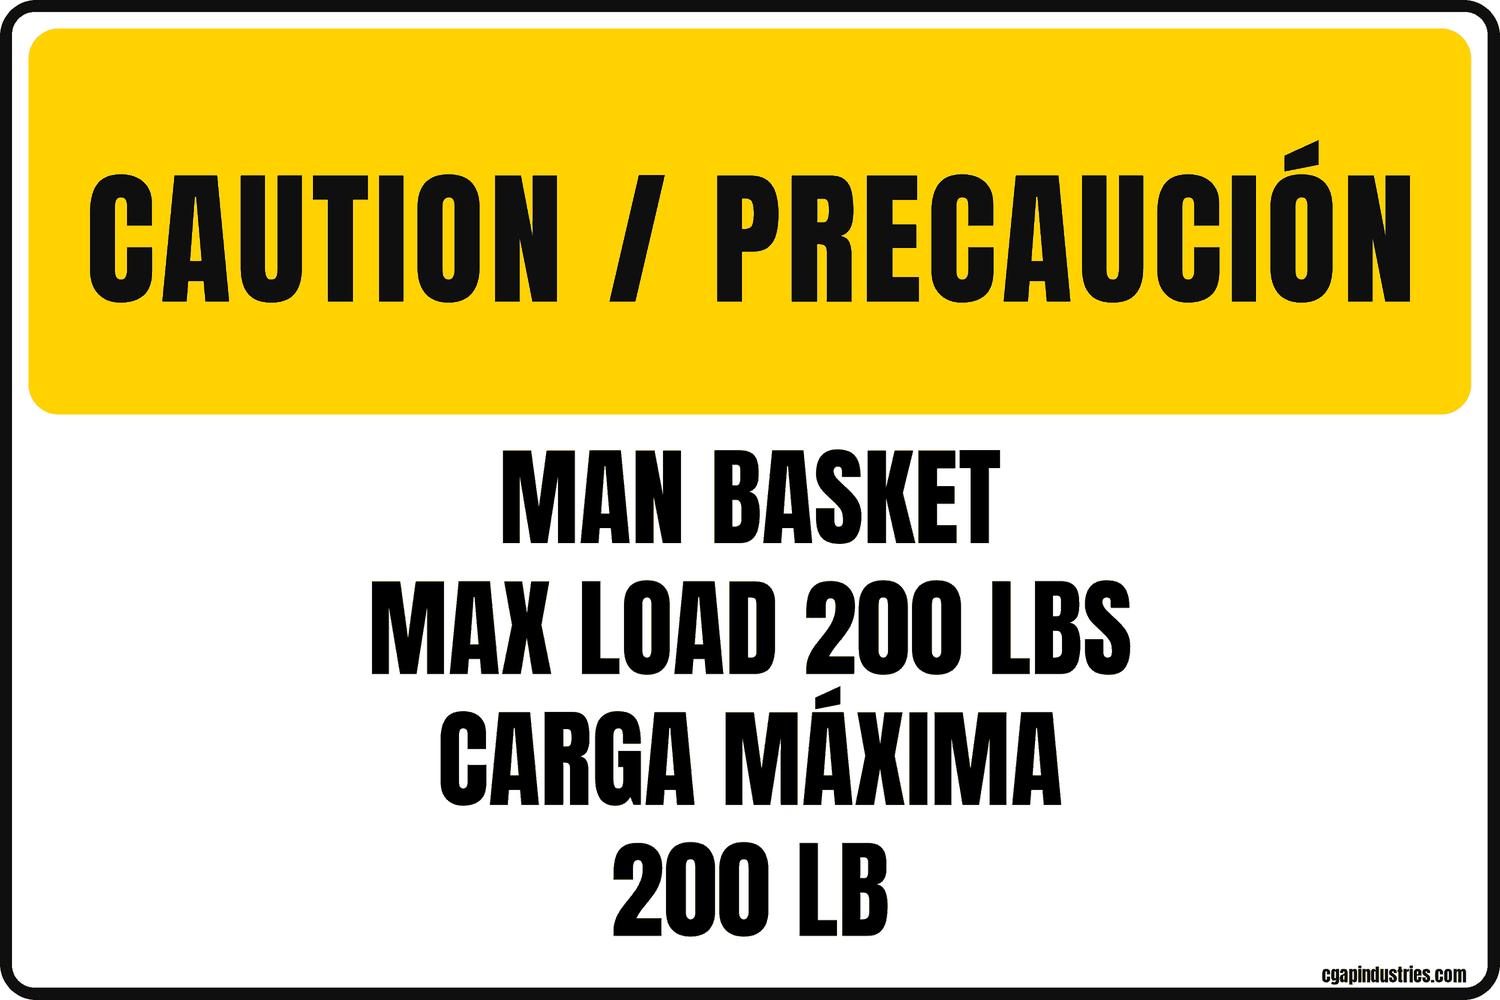 CAUTION / PRECAUCIÓN
MAN BASKET
MAX LOAD 200 LBS
CARGA MÁXIMA
200 LB
cgapindustries.com